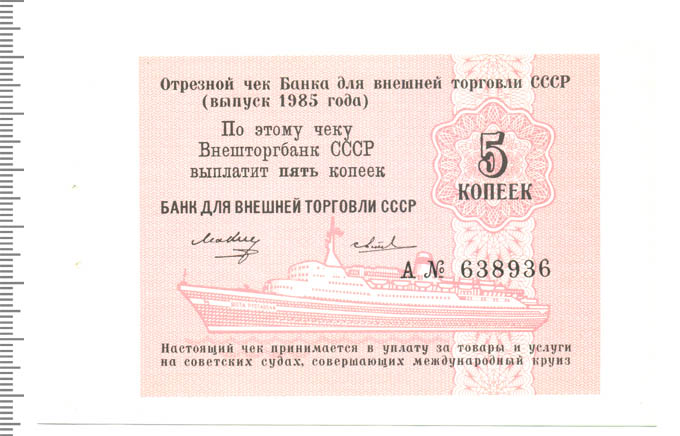 Отрезной чек Банка для внешней торговли СССР
(выпуск 1985 года)
По этому чеку
Внешторгбанк СССР
выплатит пять копеек
5
КОПЕЕК
БАНК ДЛЯ ВНЕШНЕЙ ТОРГОВЛИ СССР
А № 638936
Настоящий чек принимается в уплату за товары и услуги
на советских судах, совершающих международный круиз